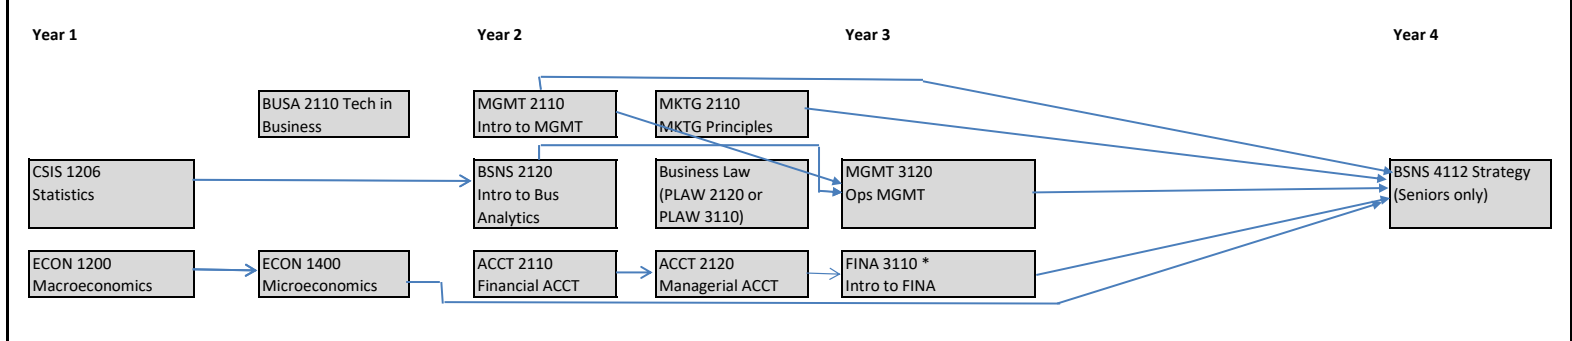 Year 1
Year 2
Year 3
Year 4
BUSA 2110 Tech in
Business
MGMT 2110
Intro to MGMT
MKTG 2110
MKTG Principles
CSIS 1206
Statistics
BSNS 2120
Intro to Bus
Analytics
Business Law
(PLAW 2120 or
PLAW 3110)
MGMT 3120
Ops MGMT
BSNS 4112 Strategy
(Seniors only)
ECON 1200
Macroeconomics
ECON 1400
Microeconomics
ACCT 2110
Financial ACCT
ACCT 2120
Managerial ACCT
FINA 3110 *
Intro to FINA